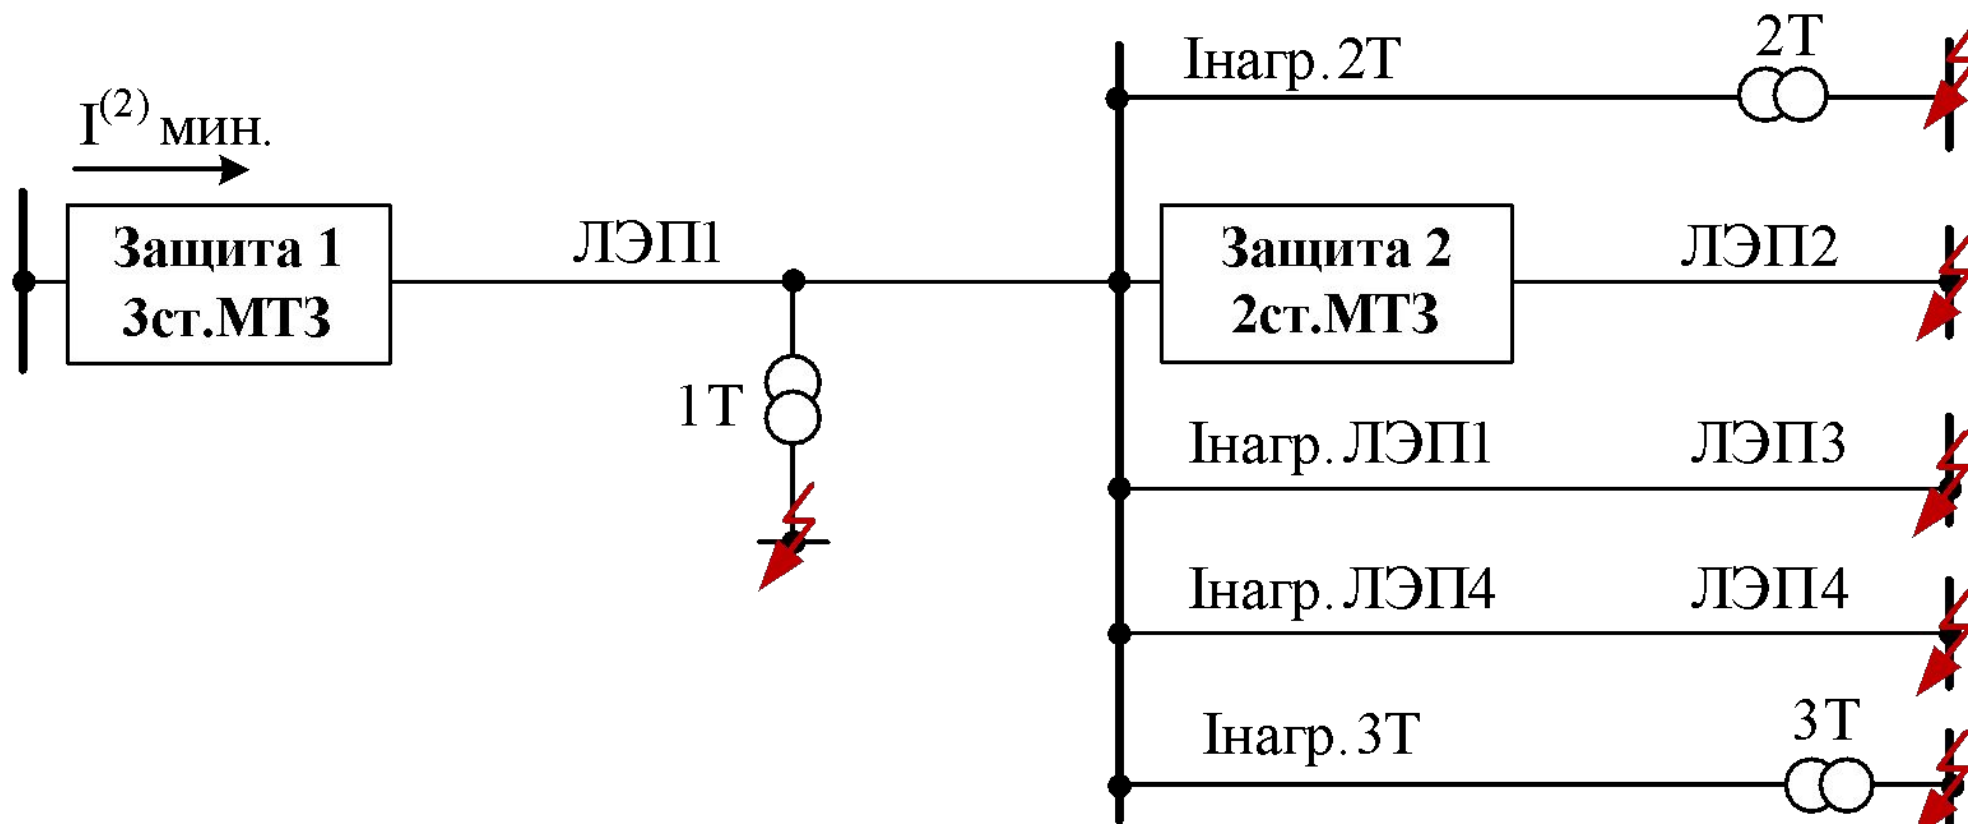 I(2) мин.
Защита 1
3ст.МТЗ
ЛЭП1
1Т
Iнагр.2Т
2Т
Защита 2
2ст.МТЗ
ЛЭП2
Iнагр.ЛЭП1
ЛЭП3
Iнагр.ЛЭП4
ЛЭП4
Iнагр.3Т
3Т